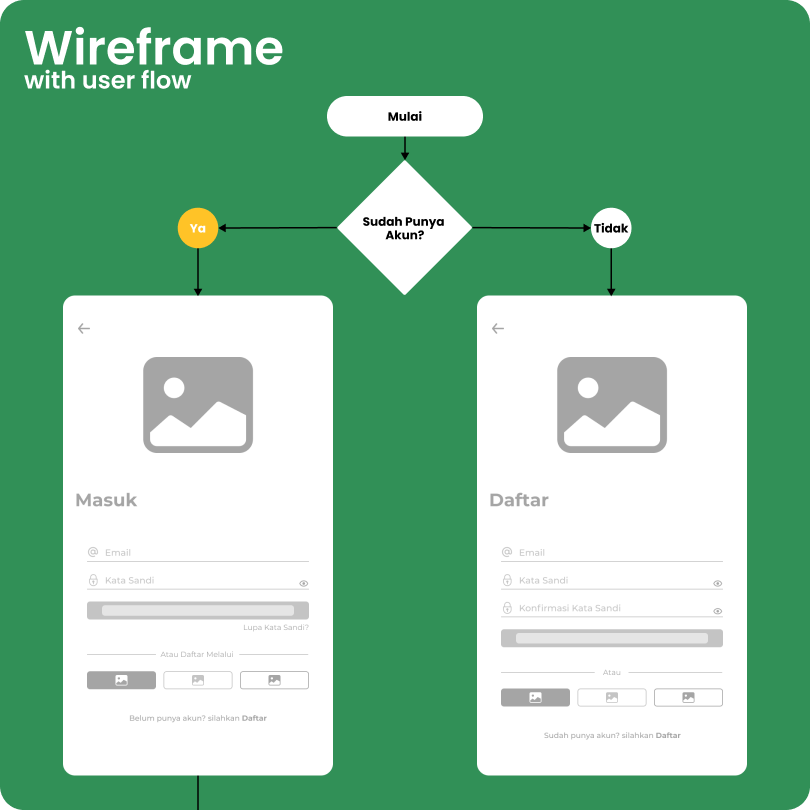 Wireframe
with user flow
Mulai
Sudah Punya
Akun?
Ya
Tidak
Masuk
Email
Kata Sandi
Lupa Kata Sandi?
Atau Daftar Melalui
Belum punya akun? silahkan Daftar
Daftar
Email
Kata Sandi
Konfirmasi Kata Sandi
Atau
Sudah punya akun? silahkan Daftar